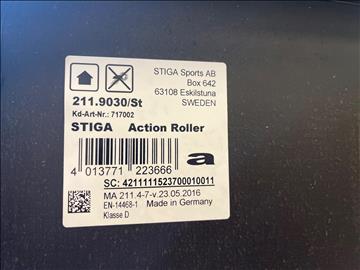 STIGA Sports AB
Box 642
63108 Eskilstuna
SWEDEN
211.9030/St
Kd-Art-Nr.: 717002
STIGA Action Roller
4 013771 223666
a
SC: 4211111523700010011
MA 211.4-7-v.23.05.2016
EN-14468-1 Made in Germany
Klasse D